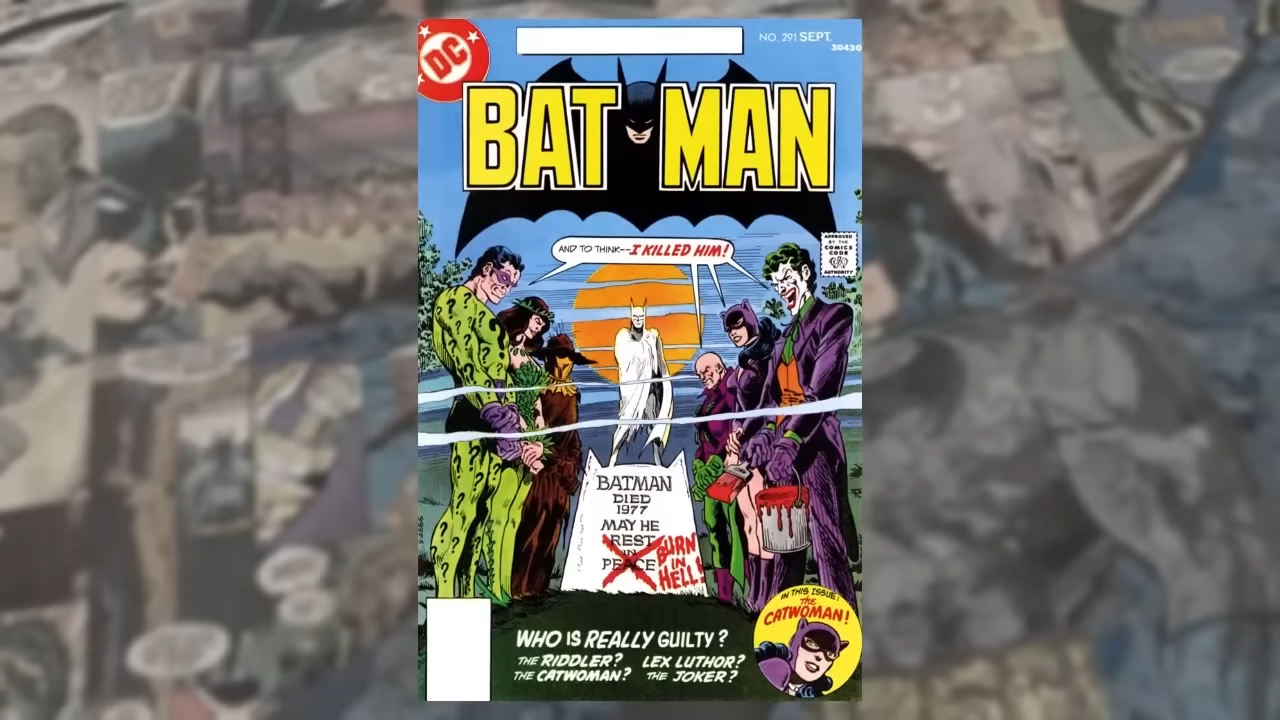 DC
NO. 291 SEPT.
30430
BATMAN
AND TO THINK--I KILLED HIM!
APPROVED
BY THE
COMICS
CODE
AUTHORITY
BATMAN
DIED
1977
MAY HE
REST
IN
PEACE
BURN
IN
HELL!
IN THIS ISSUE:
THE
CATWOMAN!
WHO IS REALLY GUILTY?
THE RIDDLER? LEX LUTHOR?
THE CATWOMAN? THE JOKER?